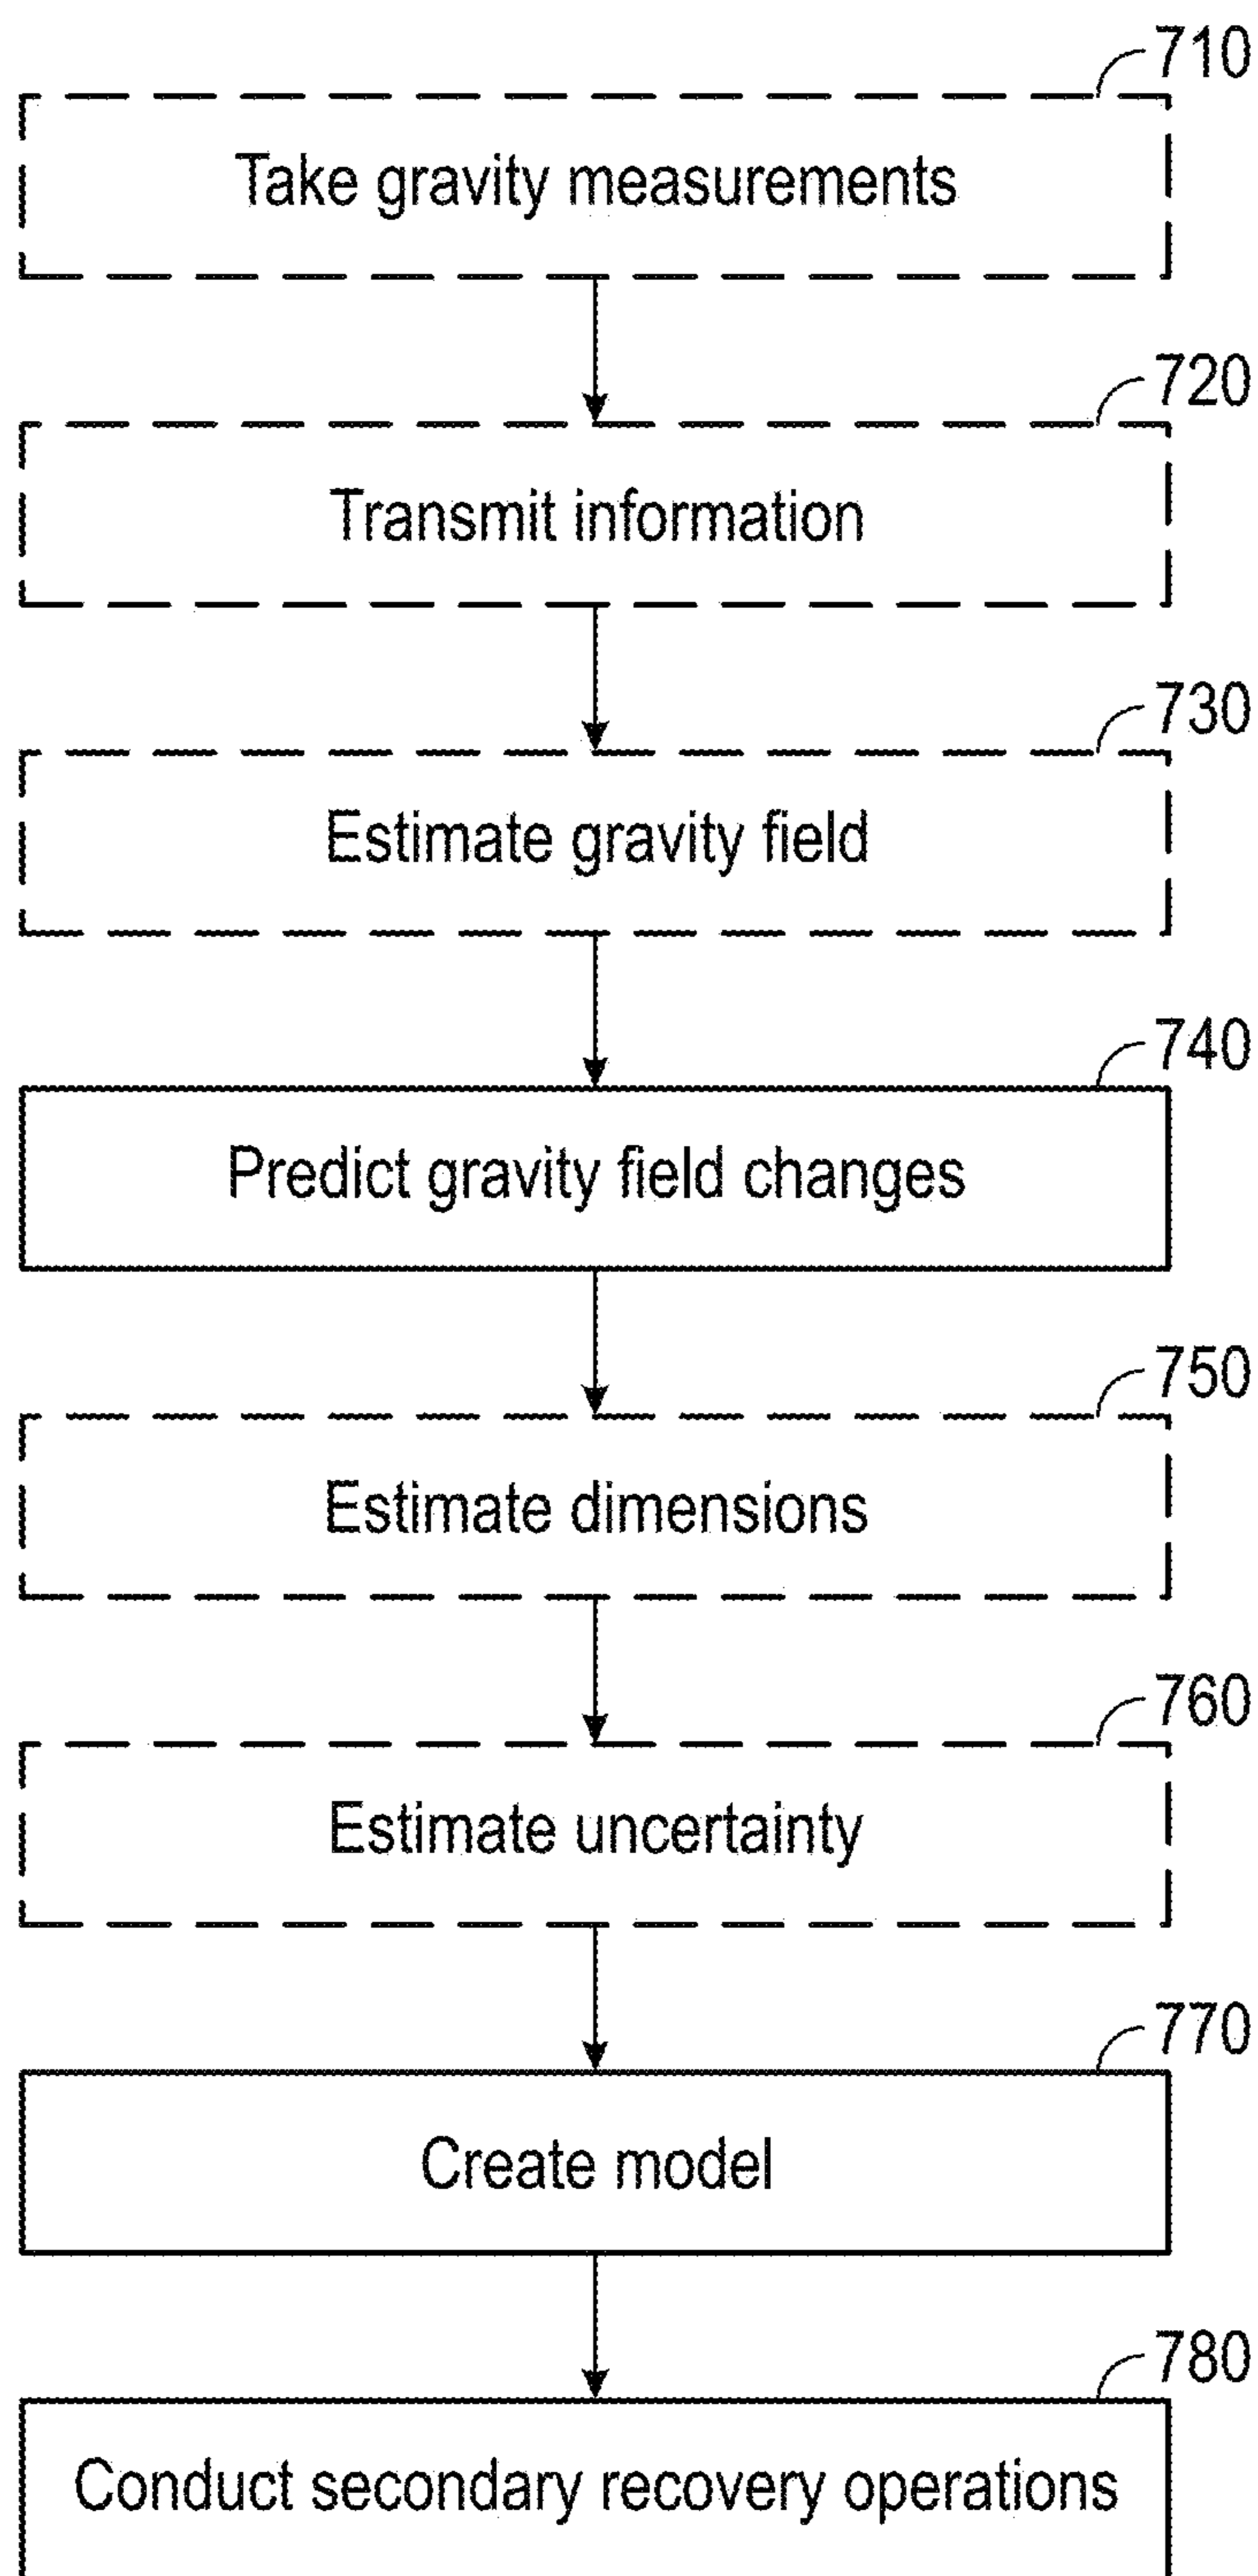 710
Take gravity measurements
720
Transmit information
730
Estimate gravity field
740
Predict gravity field changes
750
Estimate dimensions
760
Estimate uncertainty
770
Create model
780
Conduct secondary recovery operations